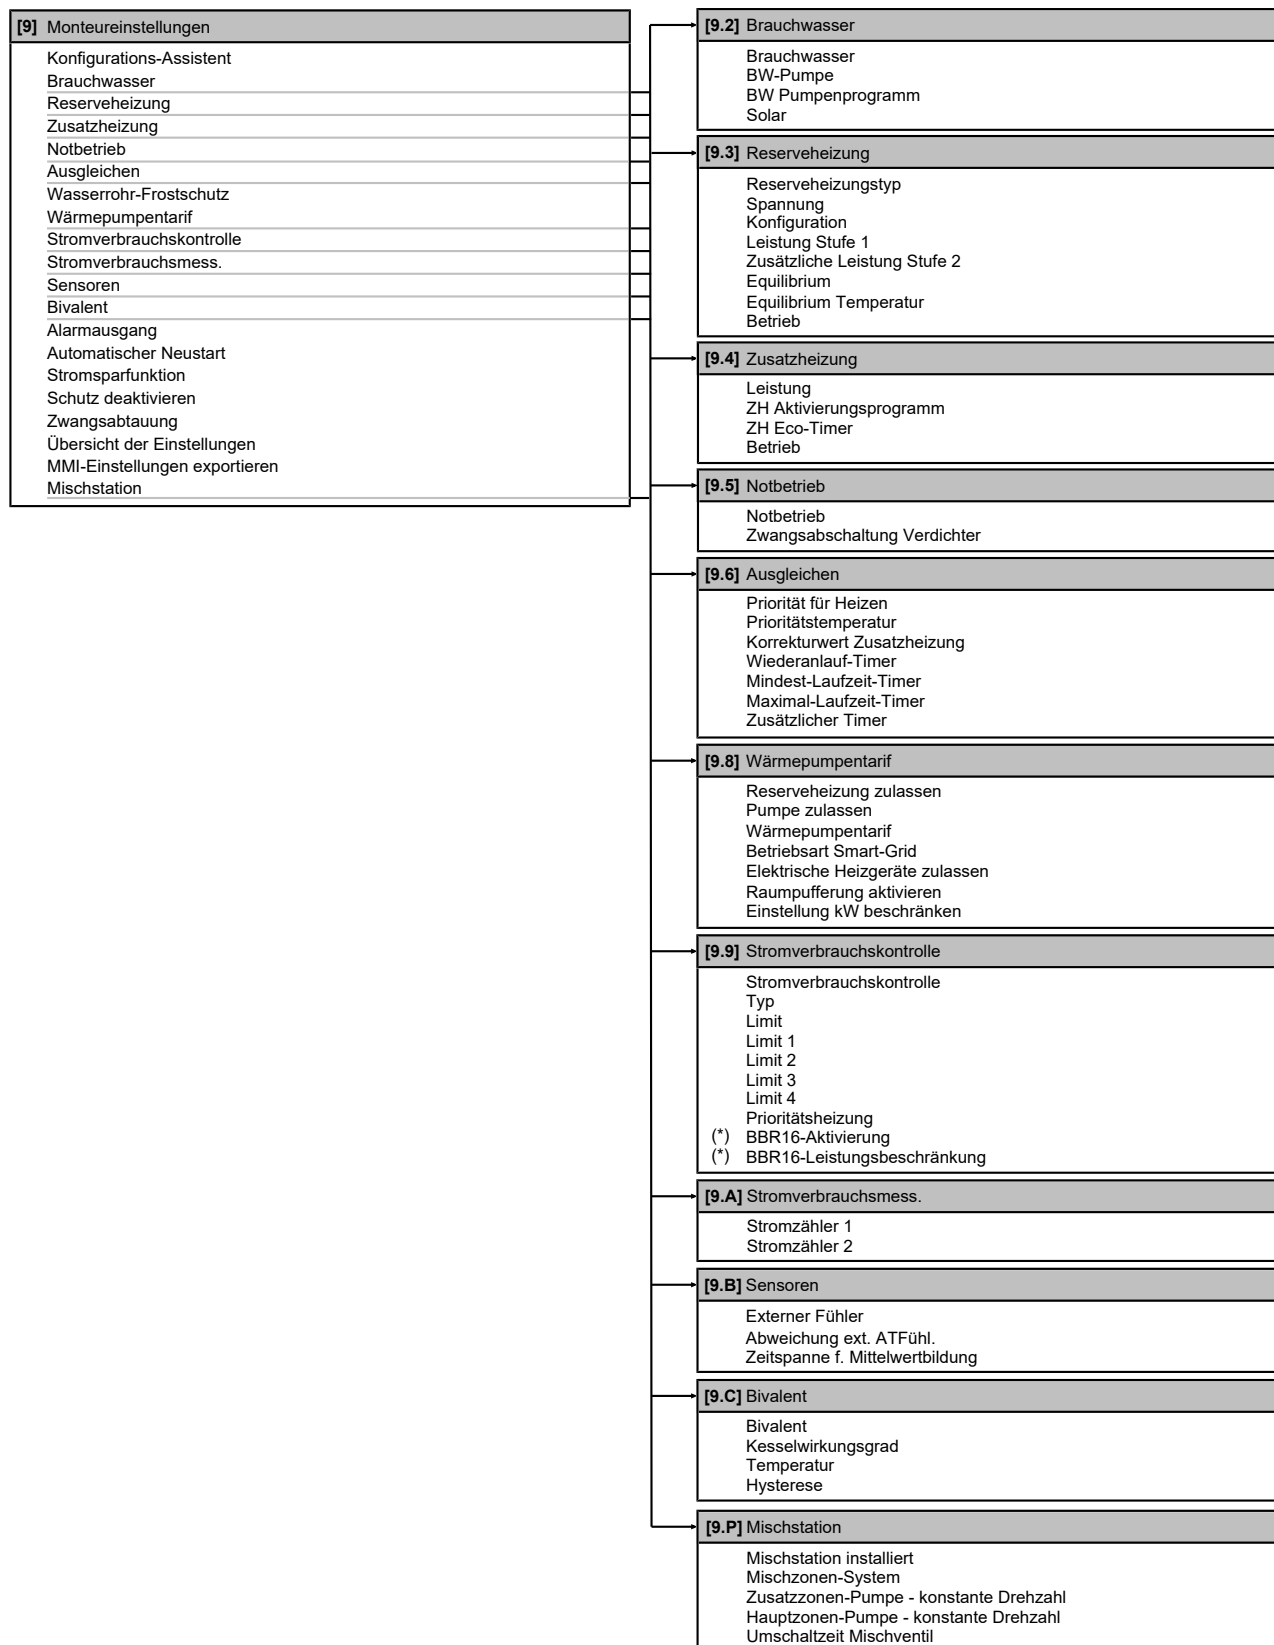 [9] Monteureinstellungen
Konfigurations-Assistent
Brauchwasser
Reserveheizung
Zusatzheizung
Notbetrieb
Ausgleichen
Wasserrohr-Frostschutz
Wärmepumpentarif
Stromverbrauchskontrolle
Stromverbrauchsmess.
Sensoren
Bivalent
Alarmausgang
Automatischer Neustart
Stromsparfunktion
Schutz deaktivieren
Zwangsabtauung
Übersicht der Einstellungen
MMI-Einstellungen exportieren
Mischstation
[9.2] Brauchwasser
Brauchwasser
BW-Pumpe
BW Pumpenprogramm
Solar
[9.3] Reserveheizung
Reserveheizungstyp
Spannung
Konfiguration
Leistung Stufe 1
Zusätzliche Leistung Stufe 2
Equilibrium
Equilibrium Temperatur
Betrieb
[9.4] Zusatzheizung
Leistung
ZH Aktivierungsprogramm
ZH Eco-Timer
Betrieb
[9.5] Notbetrieb
Notbetrieb
Zwangsabschaltung Verdichter
[9.6] Ausgleichen
Priorität für Heizen
Prioritätstemperatur
Korrekturwert Zusatzheizung
Wiederanlauf-Timer
Mindest-Laufzeit-Timer
Maximal-Laufzeit-Timer
Zusätzlicher Timer
[9.8] Wärmepumpentarif
Reserveheizung zulassen
Pumpe zulassen
Wärmepumpentarif
Betriebsart Smart-Grid
Elektrische Heizgeräte zulassen
Raumpufferung aktivieren
Einstellung kW beschränken
[9.9] Stromverbrauchskontrolle
Stromverbrauchskontrolle
Typ
Limit
Limit 1
Limit 2
Limit 3
Limit 4
Prioritätsheizung
(*) BBR16-Aktivierung
(*) BBR16-Leistungsbeschränkung
[9.A] Stromverbrauchsmess.
Stromzähler 1
Stromzähler 2
[9.B] Sensoren
Externer Fühler
Abweichung ext. ATFühl.
Zeitspanne f. Mittelwertbildung
[9.C] Bivalent
Bivalent
Kesselwirkungsgrad
Temperatur
Hysterese
[9.P] Mischstation
Mischstation installiert
Mischzonen-System
Zusatzzonen-Pumpe - konstante Drehzahl
Hauptzonen-Pumpe - konstante Drehzahl
Umschaltzeit Mischventil